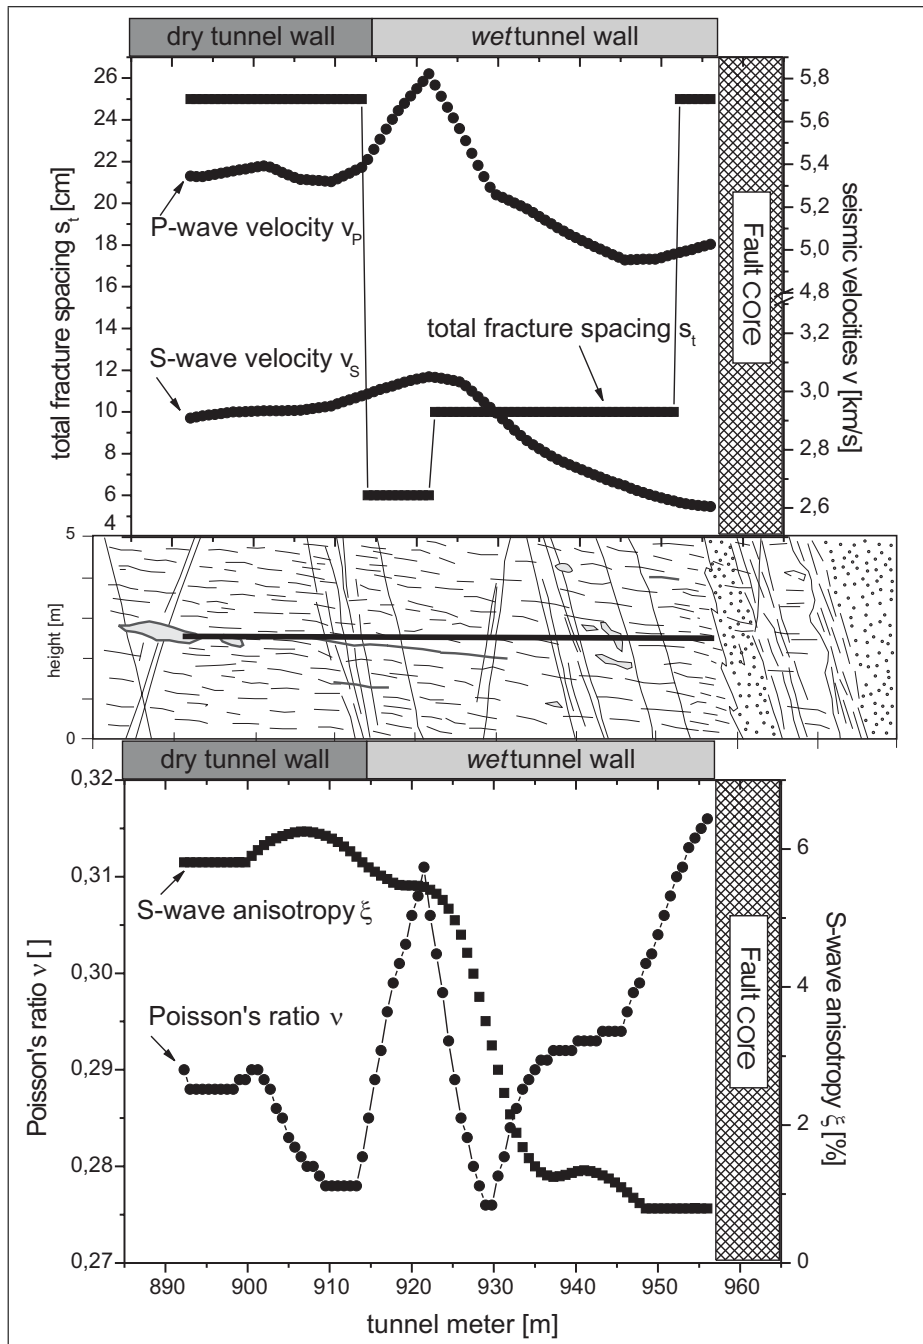 dry tunnel wall
wet tunnel wall
26
24
22
20
18
16
14
12
10
8
6
4
total fracture spacing st [cm]
5,8
5,6
5,4
5,2
5,0
4,8
3,2
3,0
2,8
2,6
seismic velocities v [km/s]
P-wave velocity vP
S-wave velocity vS
total fracture spacing st
Fault core
5
0
height [m]
dry tunnel wall
wet tunnel wall
0,32
0,31
0,30
0,29
0,28
0,27
Poisson's ratio ν [ ]
S-wave anisotropy ξ
Poisson's ratio ν
Fault core
6
4
2
0
S-wave anisotropy ξ [%]
890
900
910
920
930
940
950
960
tunnel meter [m]